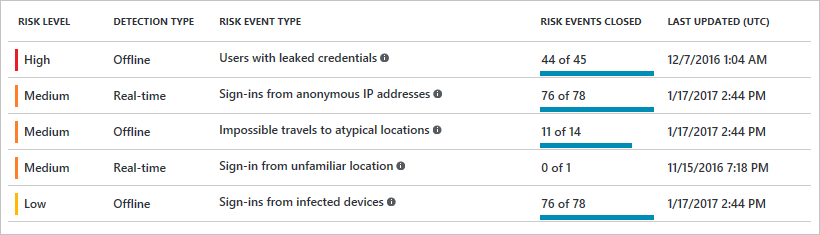 RISK LEVEL DETECTION TYPE RISK EVENT TYPE RISK EVENTS CLOSED LAST UPDATED (UTC)
High Offline Users with leaked credentials 44 of 45 12/7/2016 1:04 AM
Medium Real-time Sign-ins from anonymous IP addresses 76 of 78 1/17/2017 2:44 PM
Medium Offline Impossible travels to atypical locations 11 of 14 1/17/2017 2:44 PM
Medium Real-time Sign-in from unfamiliar location 0 of 1 11/15/2016 7:18 PM
Low Offline Sign-ins from infected devices 76 of 78 1/17/2017 2:44 PM